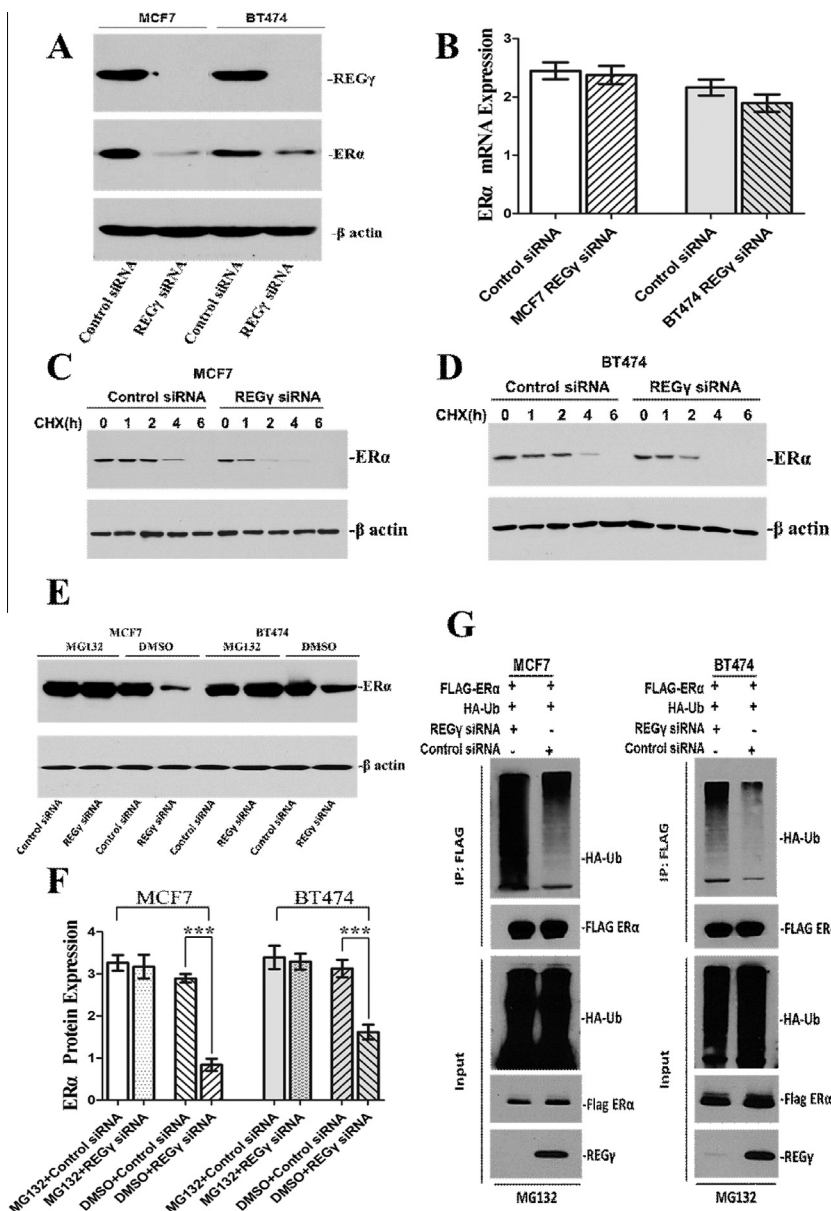 A
MCF7 BT474
-REGγ
-ERα
-β actin
Control siRNA
REGγ siRNA
Control siRNA
REGγ siRNA
B
ERα mRNA Expression
3
2
1
0
Control siRNA
MCF7 REGγ siRNA
Control siRNA
BT474 REGγ siRNA
C
MCF7
Control siRNA REGγ siRNA
CHX(h) 0 1 2 4 6 0 1 2 4 6
-ERα
-β actin
D
BT474
Control siRNA REGγ siRNA
CHX(h) 0 1 2 4 6 0 1 2 4 6
-ERα
-β actin
E
MCF7 BT474
MG132 DMSO MG132 DMSO
-ERα
-β actin
Control siRNA
REGγ siRNA
Control siRNA
REGγ siRNA
Control siRNA
REGγ siRNA
Control siRNA
REGγ siRNA
F
MCF7 BT474
*** ***
ERα Protein Expression
4
3
2
1
0
MG132+Control siRNA
MG132+REGγ siRNA
DMSO+Control siRNA
DMSO+REGγ siRNA
MG132+Control siRNA
MG132+REGγ siRNA
DMSO+Control siRNA
DMSO+REGγ siRNA
G
MCF7
FLAG-ERα + +
HA-Ub + +
REGγ siRNA + -
Control siRNA - +
IP: FLAG
-HA-Ub
-FLAG ERα
Input
-HA-Ub
-Flag ERα
-REGγ
MG132
BT474
FLAG-ERα + +
HA-Ub + +
REGγ siRNA + -
Control siRNA - +
IP: FLAG
-HA-Ub
-FLAG ERα
Input
-HA-Ub
-Flag ERα
-REGγ
MG132